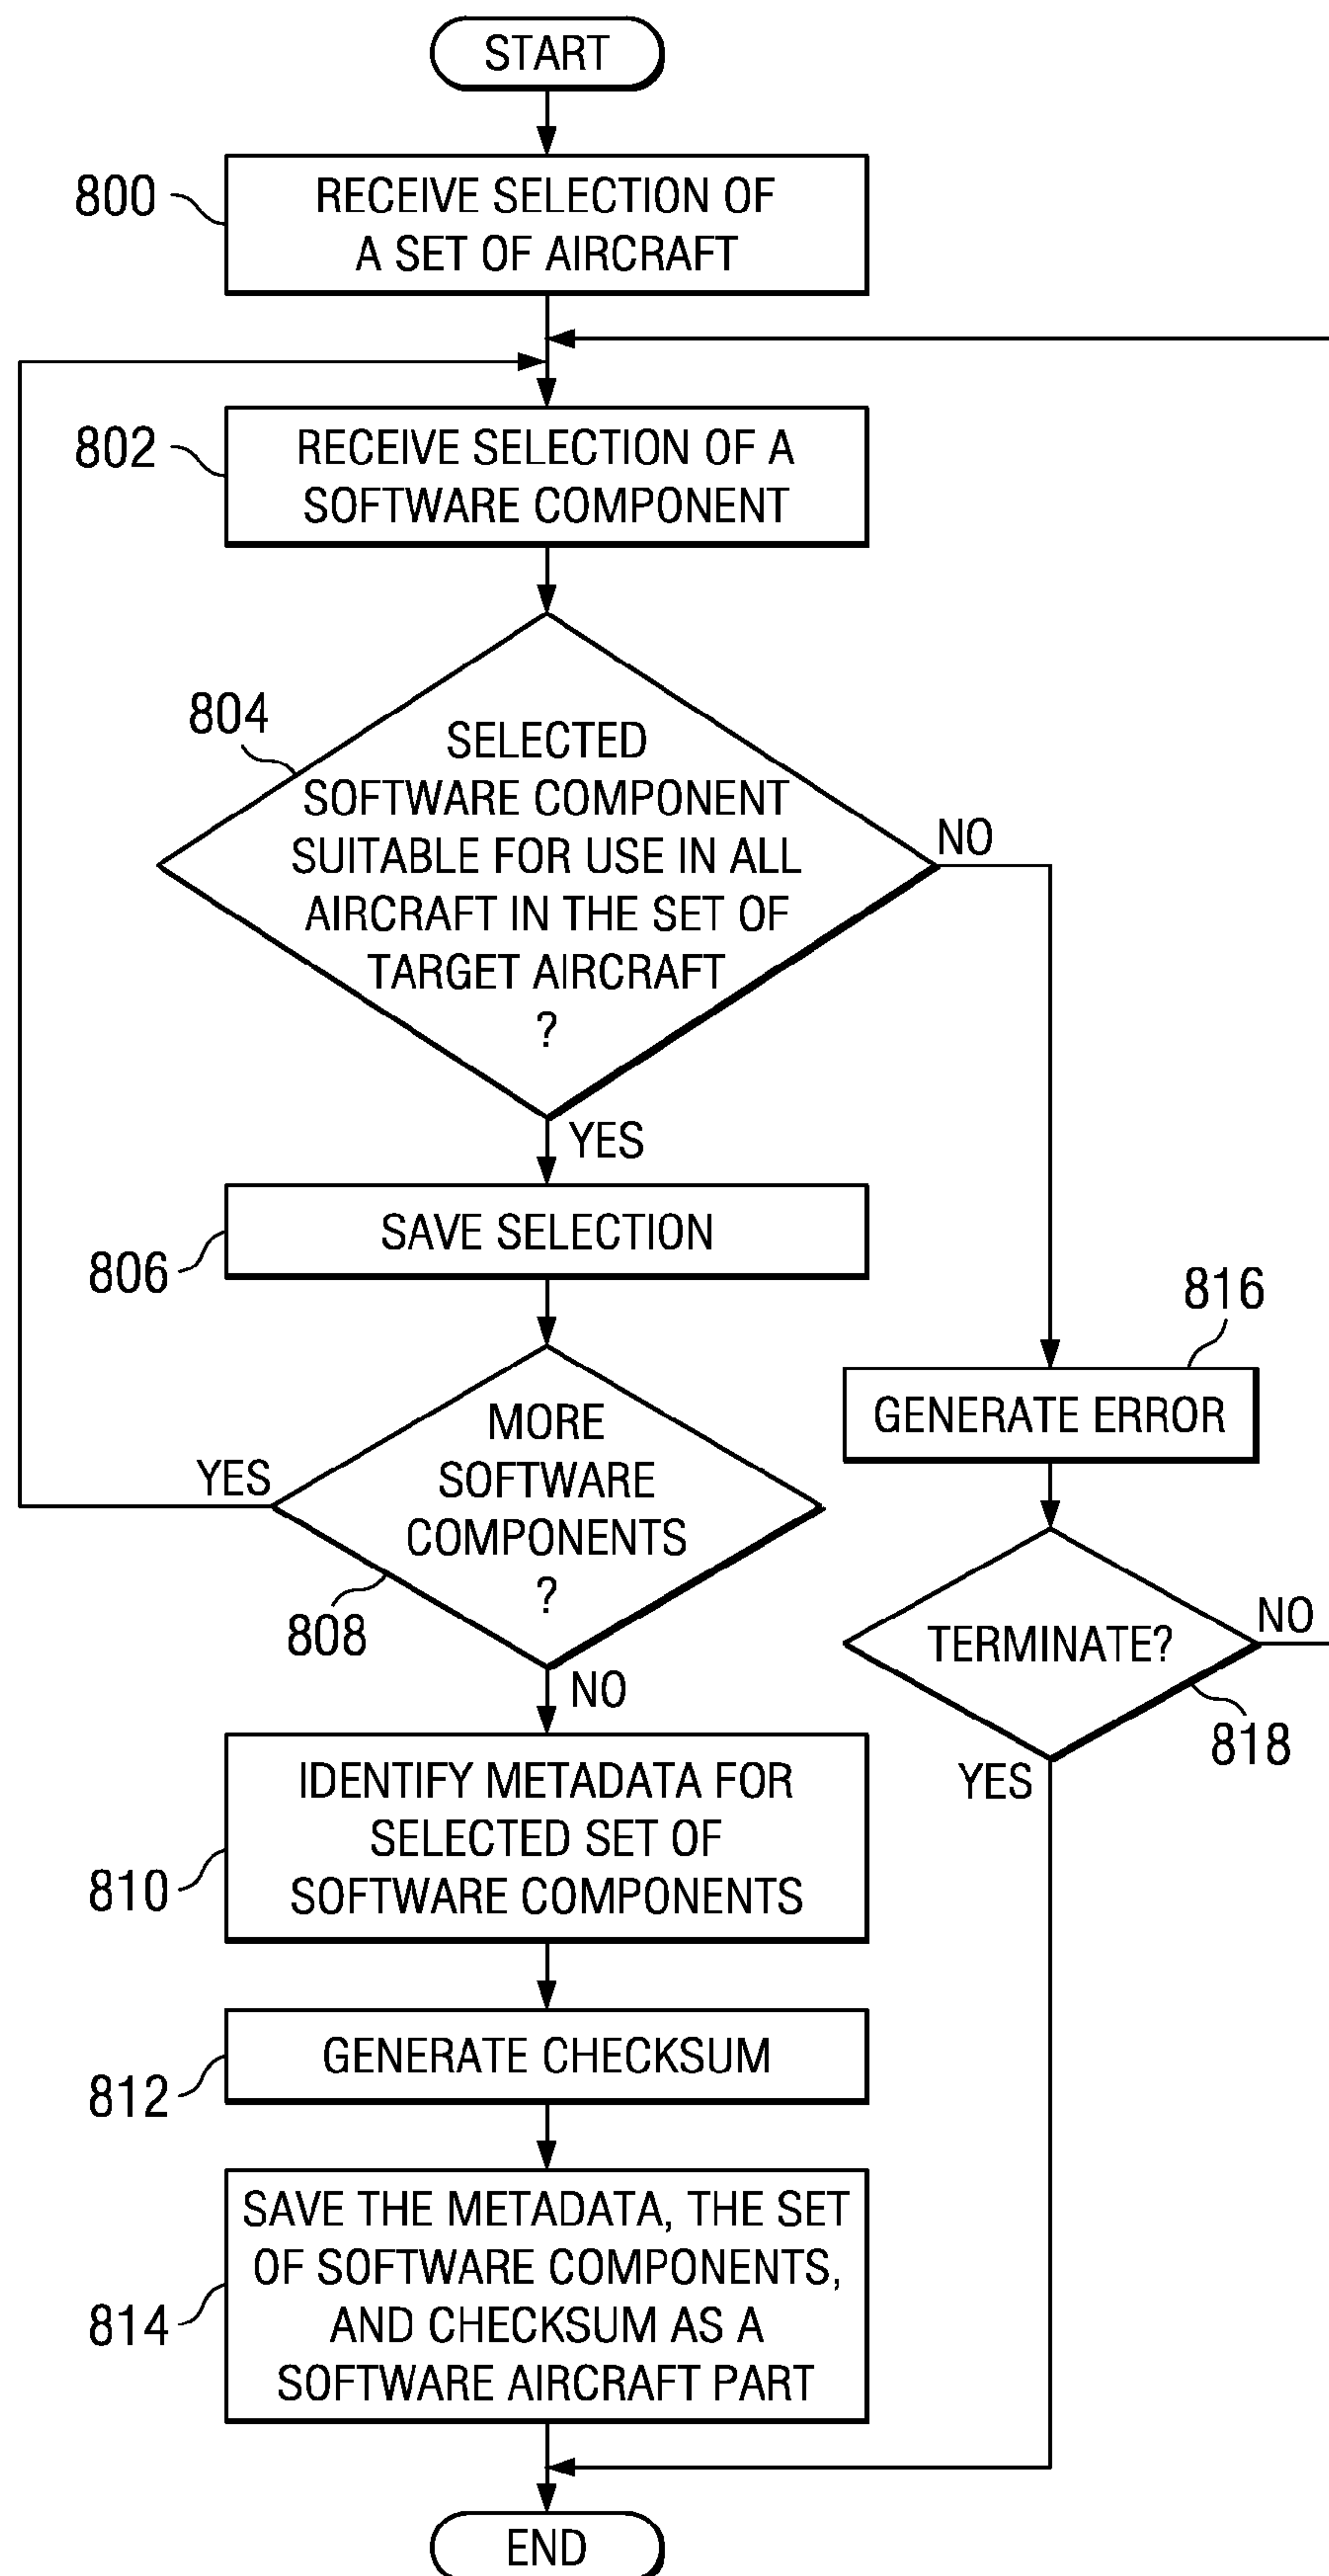 START
800
RECEIVE SELECTION OF
A SET OF AIRCRAFT
802
RECEIVE SELECTION OF A
SOFTWARE COMPONENT
804
SELECTED
SOFTWARE COMPONENT
SUITABLE FOR USE IN ALL
AIRCRAFT IN THE SET OF
TARGET AIRCRAFT
?
NO
YES
806
SAVE SELECTION
816
GENERATE ERROR
YES
MORE
SOFTWARE
COMPONENTS
?
808
NO
TERMINATE?
NO
818
YES
810
IDENTIFY METADATA FOR
SELECTED SET OF
SOFTWARE COMPONENTS
812
GENERATE CHECKSUM
814
SAVE THE METADATA, THE SET
OF SOFTWARE COMPONENTS,
AND CHECKSUM AS A
SOFTWARE AIRCRAFT PART
END